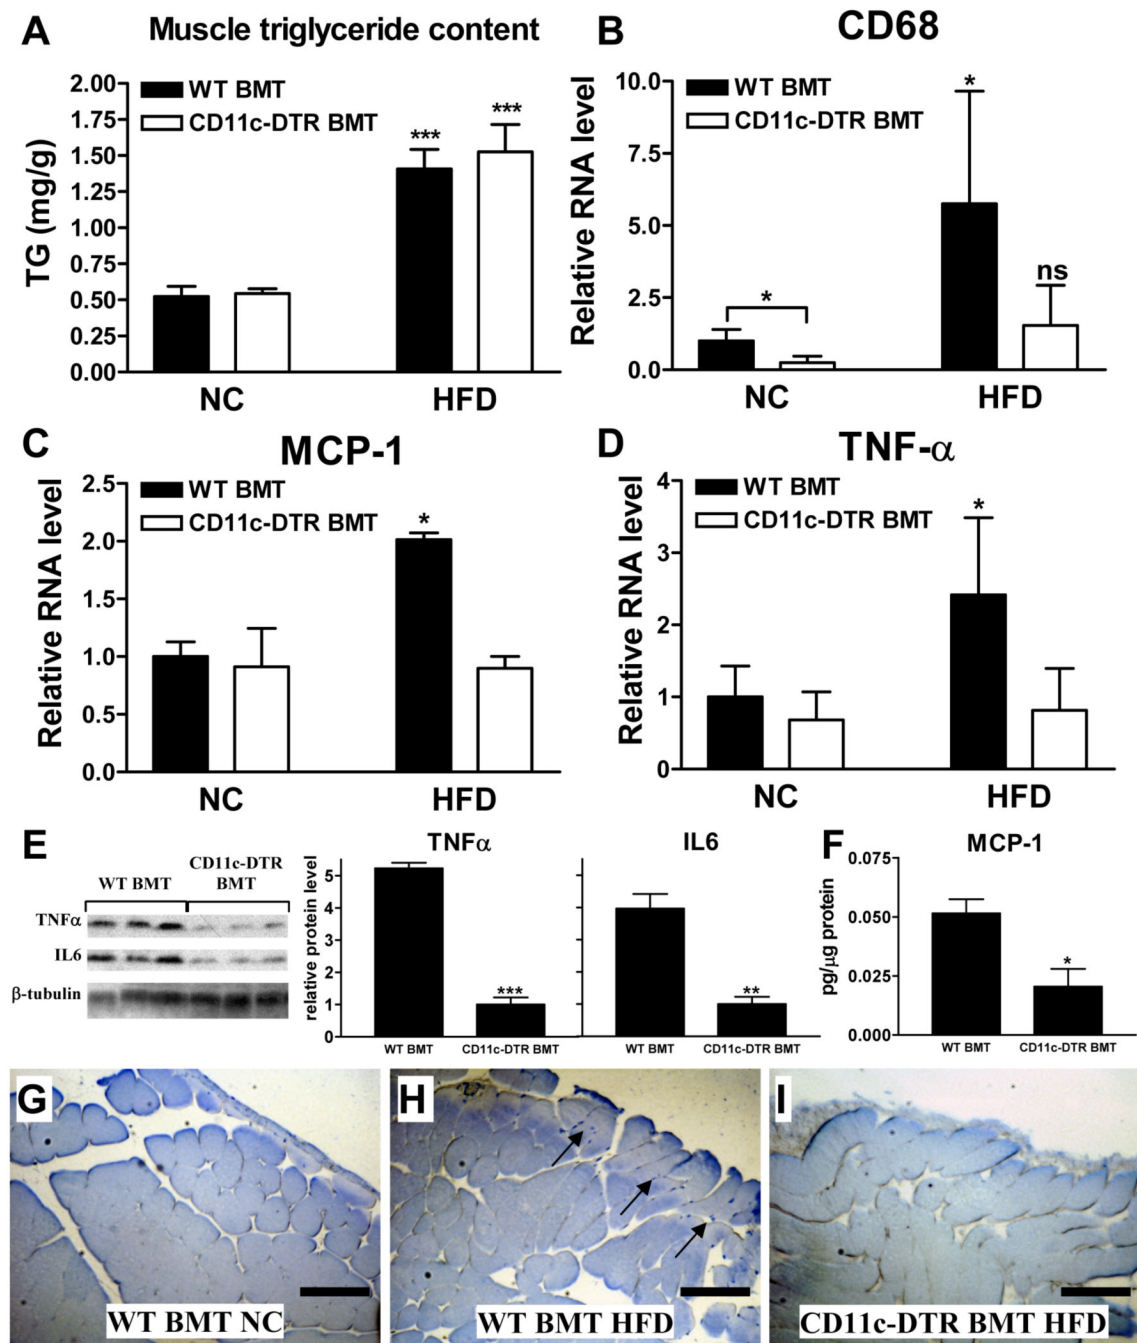 A Muscle triglyceride content
WT BMT
CD11c-DTR BMT
TG (mg/g)
2.00
1.75
1.50
1.25
1.00
0.75
0.50
0.25
0.00
***
***
NC HFD
B CD68
WT BMT
CD11c-DTR BMT
Relative RNA level
10.0
7.5
5.0
2.5
0.0
*
*
ns
NC HFD
C MCP-1
WT BMT
CD11c-DTR BMT
Relative RNA level
2.5
2.0
1.5
1.0
0.5
0.0
*
NC HFD
D TNF-α
WT BMT
CD11c-DTR BMT
Relative RNA level
4
3
2
1
0
*
NC HFD
E
WT BMT
CD11c-DTR
BMT
TNFα
IL6
β-tubulin
TNFα
IL6
relative protein level
5
4
3
2
1
0
***
**
WT BMT CD11c-DTR BMT
WT BMT CD11c-DTR BMT
F MCP-1
pg/μg protein
0.075
0.050
0.025
0.000
*
WT BMT CD11c-DTR BMT
G
WT BMT NC
H
WT BMT HFD
I
CD11c-DTR BMT HFD